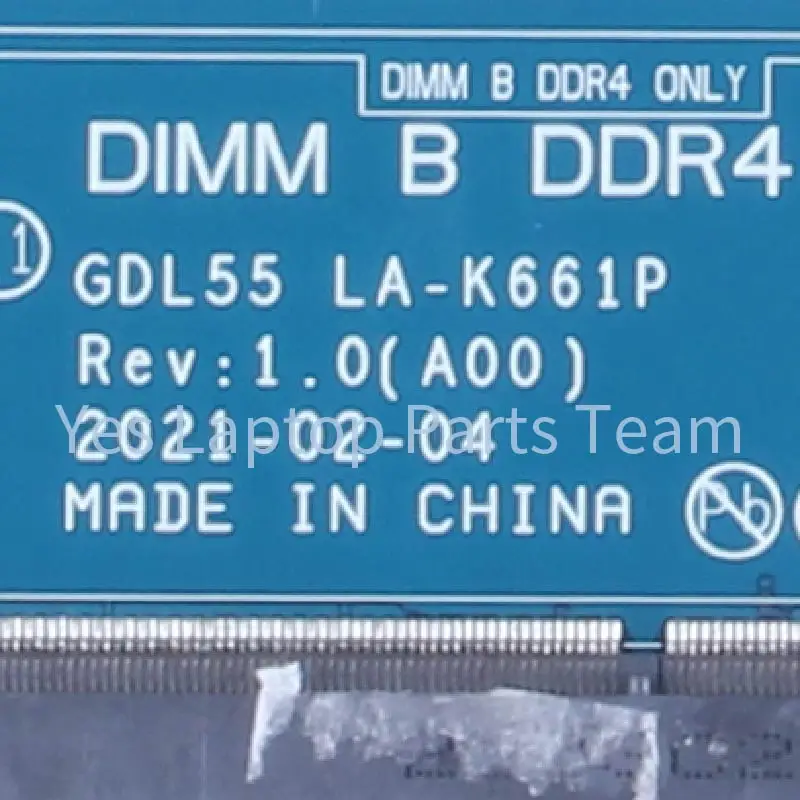 DIMM B DDR4 ONLY
DIMM B DDR4
1
GDL55 LA-K661P
Rev:1.0(A00)
2021-02-04
Yes Laptop Parts Team
MADE IN CHINA
Pb